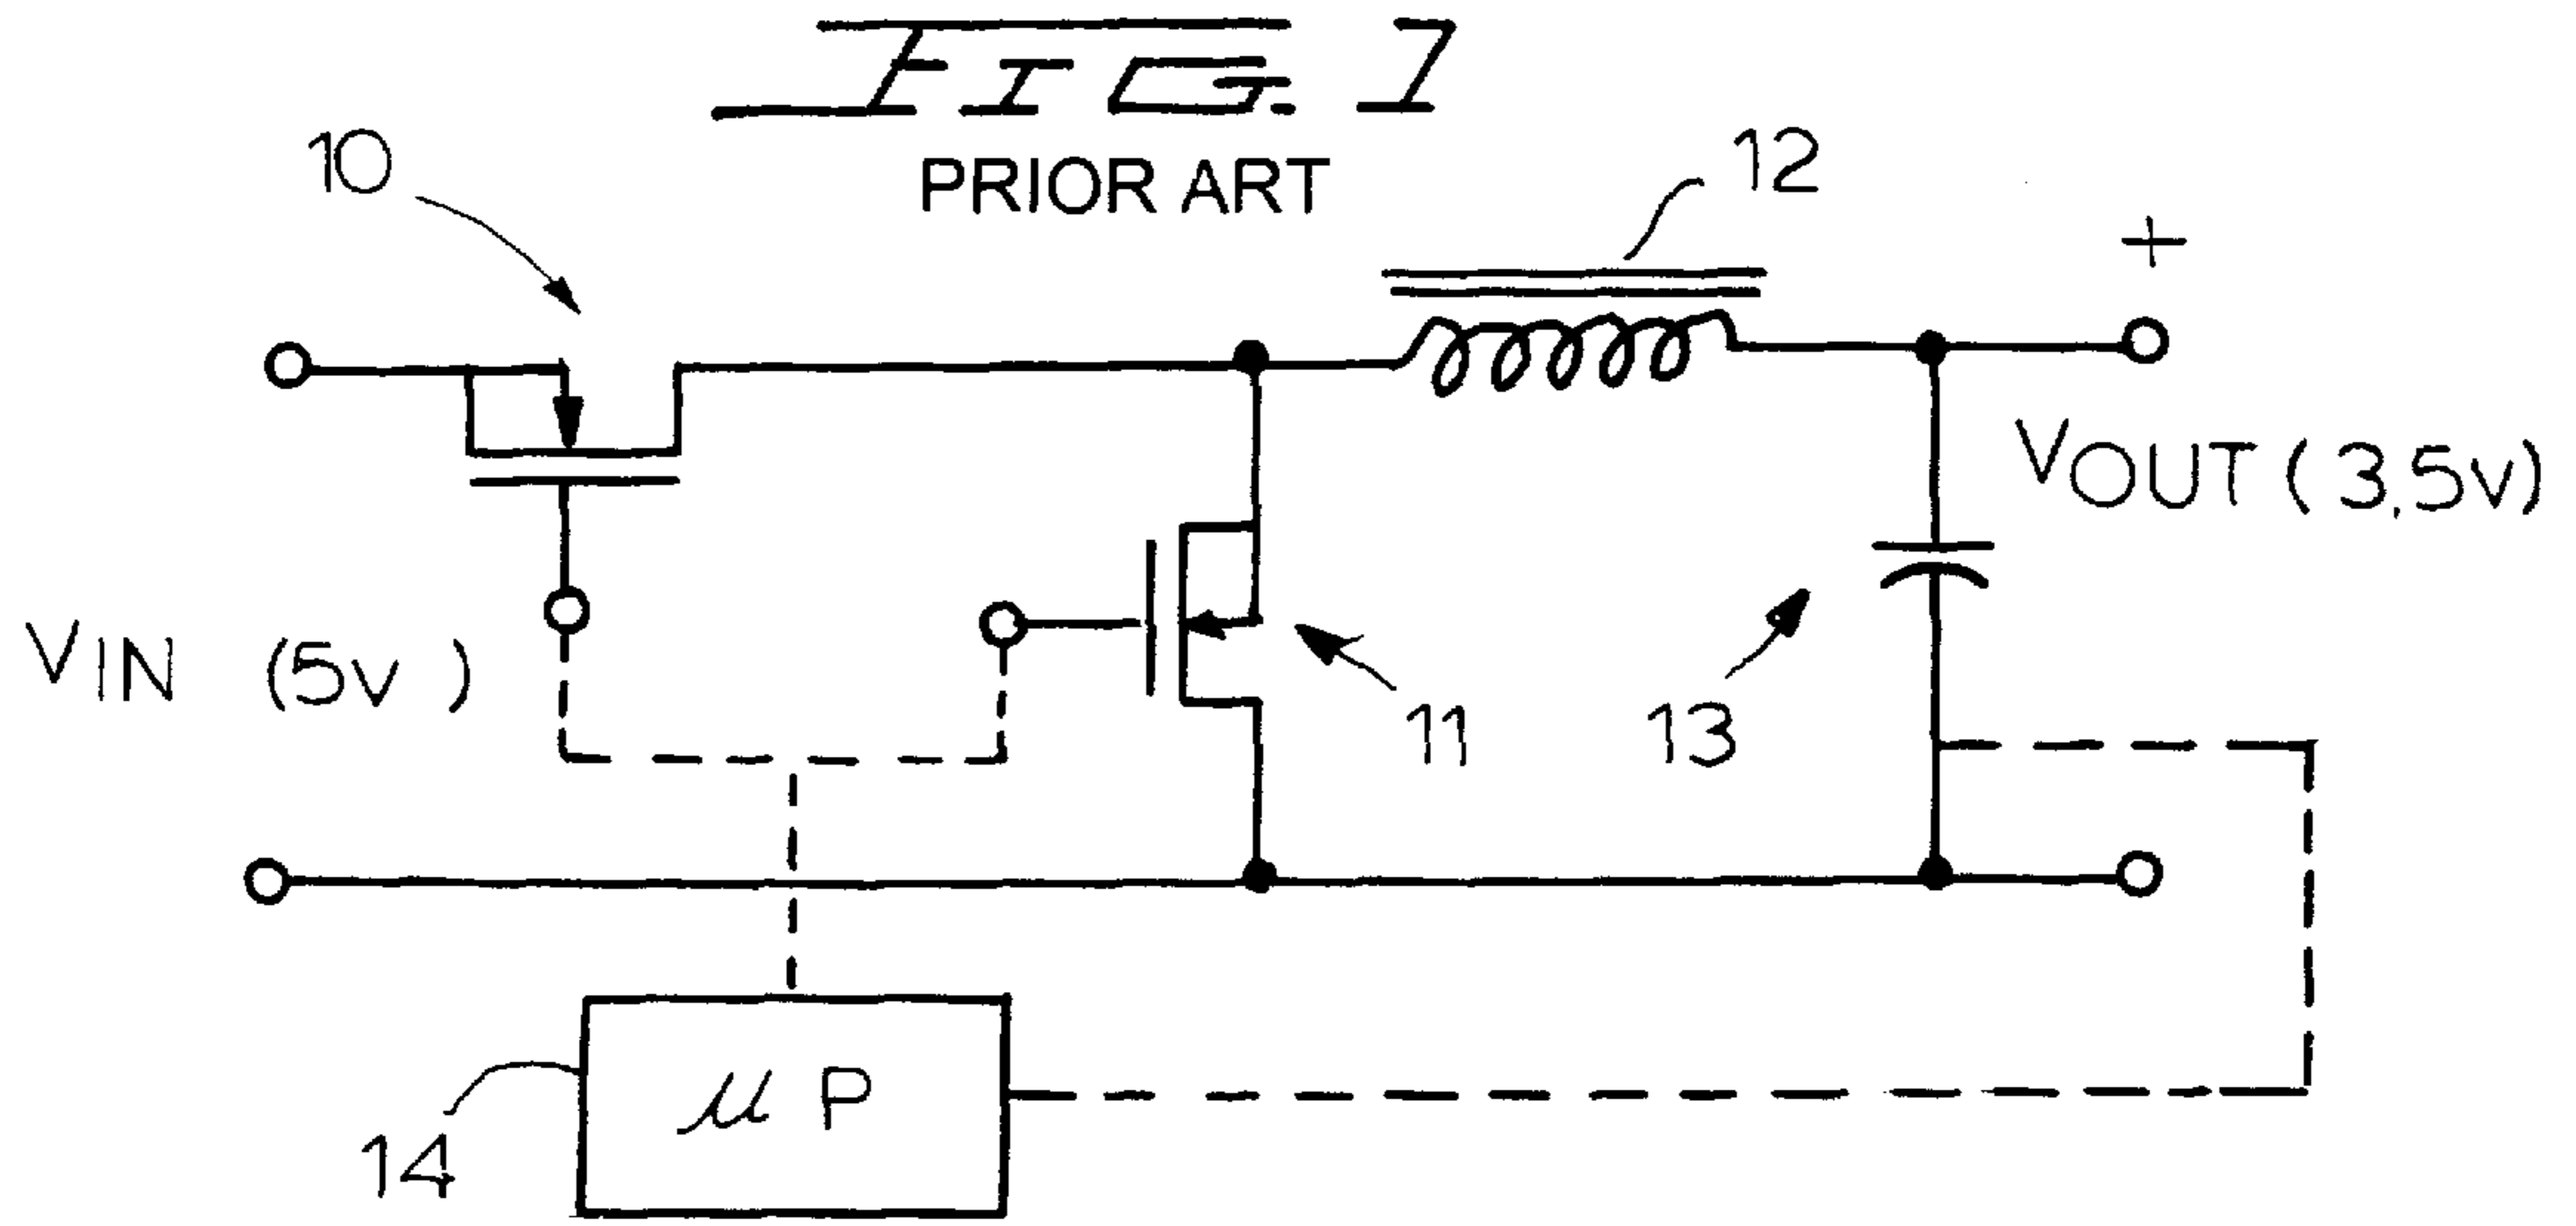 FIG. 1
PRIOR ART
10
12
+
VOUT (3.5v)
VIN (5v)
11
13
μP
14